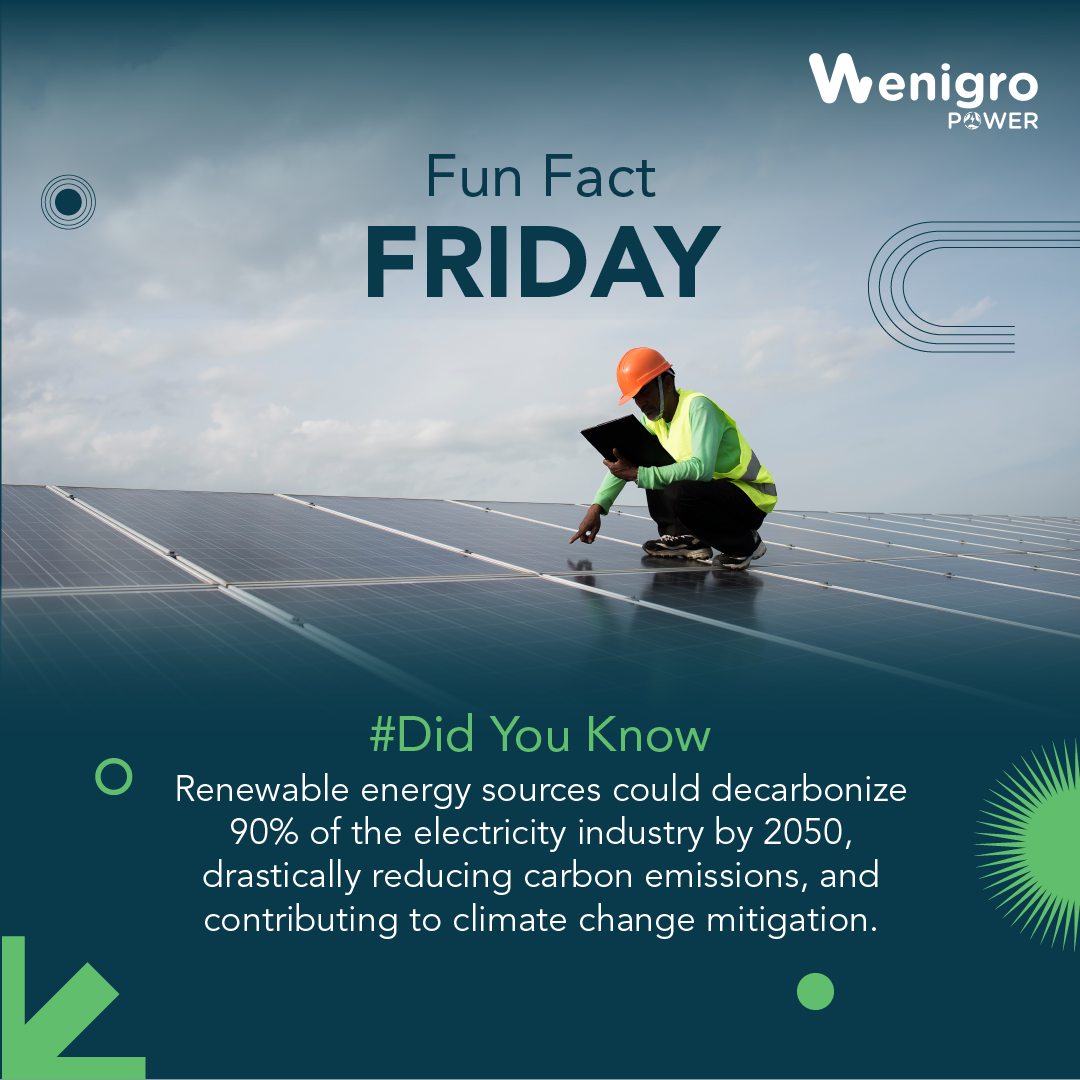 Wenigro
POWER
Fun Fact
FRIDAY
#Did You Know
Renewable energy sources could decarbonize
90% of the electricity industry by 2050,
drastically reducing carbon emissions, and
contributing to climate change mitigation.